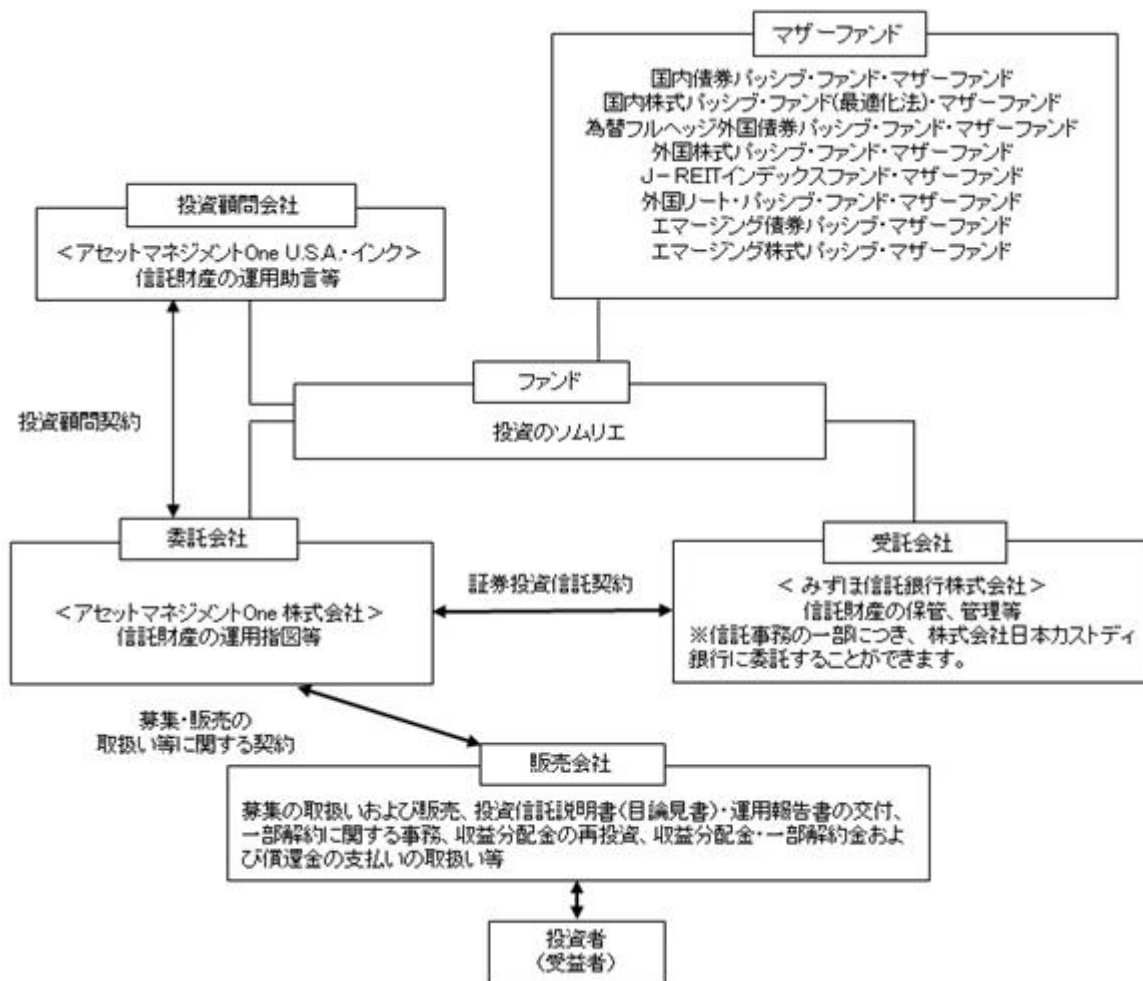 マザーファンド
国内債券パッシブ・ファンド・マザーファンド
国内株式パッシブ・ファンド(最適化法)・マザーファンド
為替フルヘッジ外国債券パッシブ・ファンド・マザーファンド
外国株式パッシブ・ファンド・マザーファンド
J－REITインデックスファンド・マザーファンド
外国リート・パッシブ・ファンド・マザーファンド
エマージング債券パッシブ・マザーファンド
エマージング株式パッシブ・マザーファンド
投資顧問会社
＜アセットマネジメントOne U.S.A.・インク＞
信託財産の運用助言等
ファンド
投資のソムリエ
投資顧問契約
委託会社
＜アセットマネジメントOne 株式会社＞
信託財産の運用指図等
証券投資信託契約
受託会社
＜ みずほ信託銀行株式会社＞
信託財産の保管、管理等
※信託事務の一部につき、株式会社日本カストディ
銀行に委託することができます。
募集・販売の
取扱い等に関する契約
販売会社
募集の取扱いおよび販売、投資信託説明書(目論見書)・運用報告書の交付、
一部解約に関する事務、収益分配金の再投資、収益分配金・一部解約金およ
び償還金の支払いの取扱い等
投資者
（受益者）